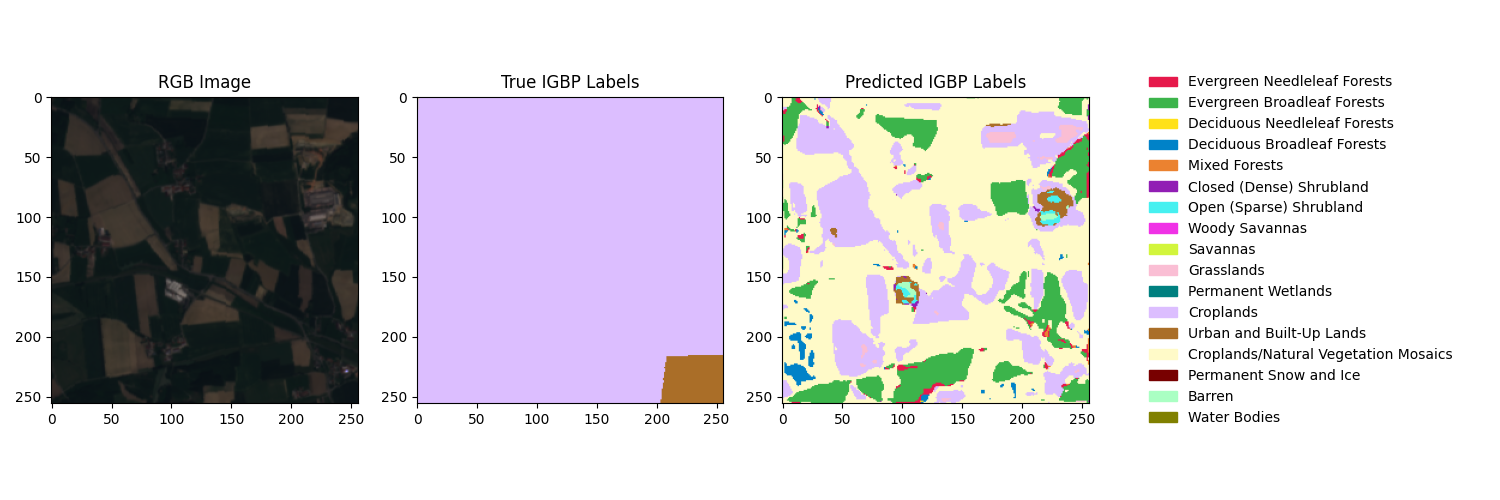 RGB Image
0
50
100
150
200
250
0 50 100 150 200 250
True IGBP Labels
0
50
100
150
200
250
0 50 100 150 200 250
Predicted IGBP Labels
0
50
100
150
200
250
0 50 100 150 200 250
Evergreen Needleleaf Forests
Evergreen Broadleaf Forests
Deciduous Needleleaf Forests
Deciduous Broadleaf Forests
Mixed Forests
Closed (Dense) Shrubland
Open (Sparse) Shrubland
Woody Savannas
Savannas
Grasslands
Permanent Wetlands
Croplands
Urban and Built-Up Lands
Croplands/Natural Vegetation Mosaics
Permanent Snow and Ice
Barren
Water Bodies